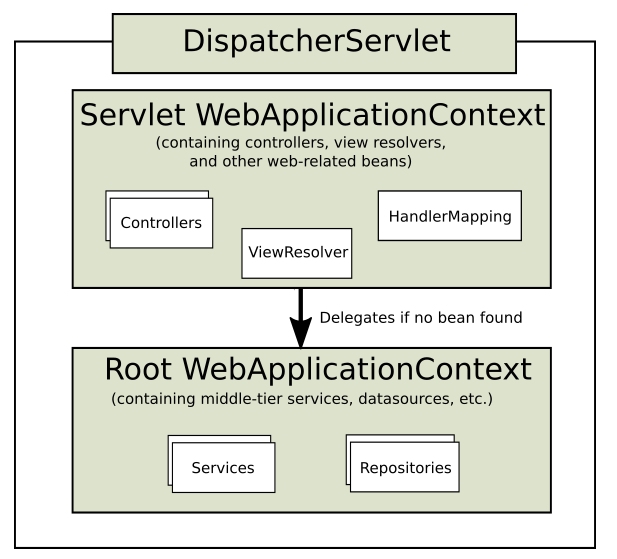 DispatcherServlet
Servlet WebApplicationContext
(containing controllers, view resolvers,
and other web-related beans)
Controllers
HandlerMapping
ViewResolver
Delegates if no bean found
Root WebApplicationContext
(containing middle-tier services, datasources, etc.)
Services
Repositories